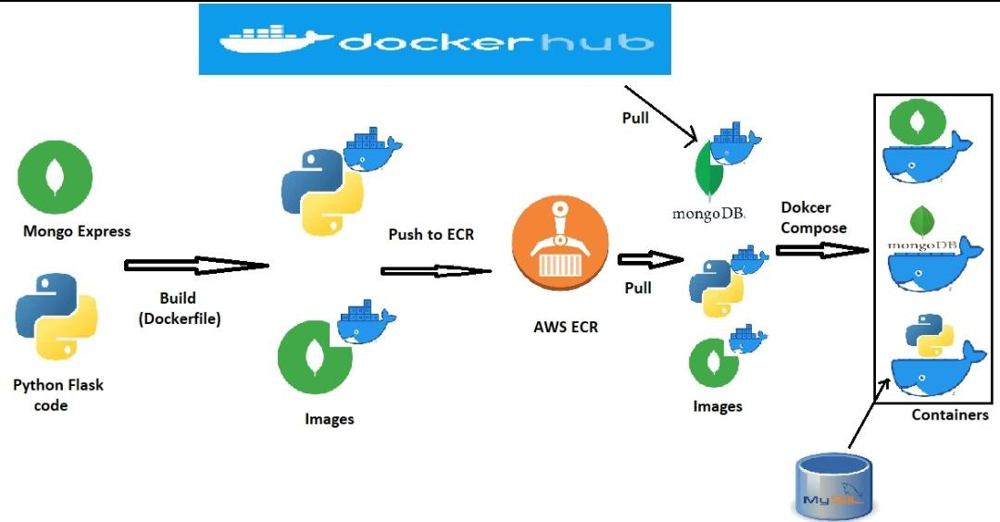 dockerhub
Pull
mongoDB.
Mongo Express
Push to ECR
Dokcer
Compose
mongoDB
Build
(Dockerfile)
Pull
AWS ECR
Python Flask
code
Images
Images
Containers
MySQL